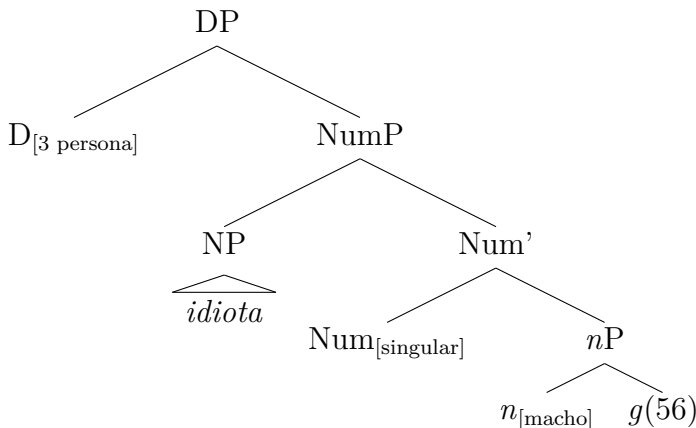 DP
D[3 persona] NumP
NP Num'
idiota
Num[singular] nP
n[macho] g(56)